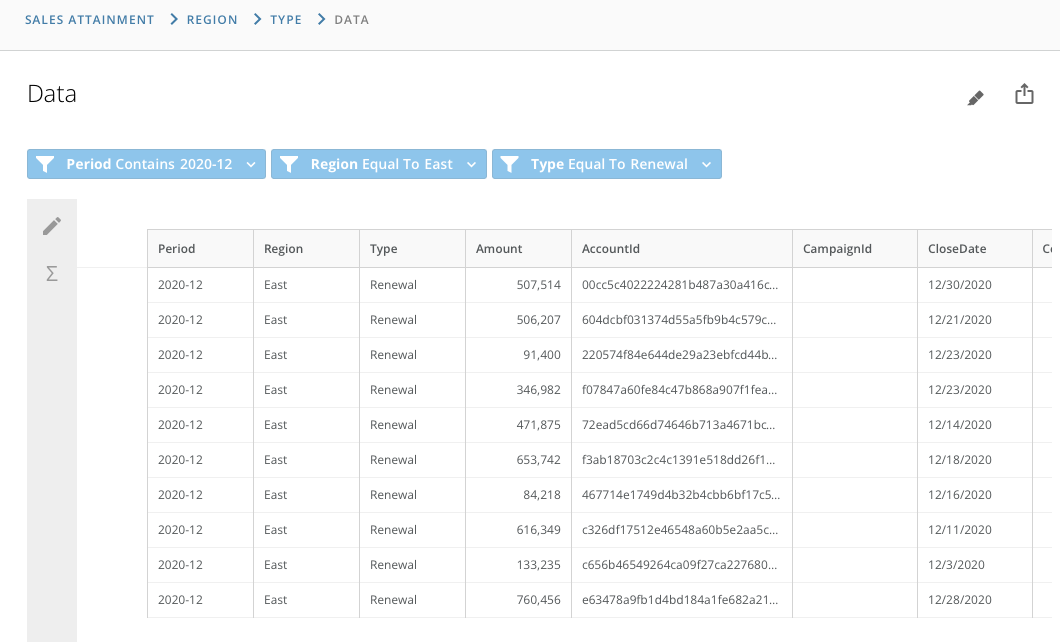 SALES ATTAINMENT > REGION > TYPE > DATA
Data
Period Contains 2020-12 Region Equal To East Type Equal To Renewal
Σ
Period Region Type Amount AccountId CampaignId CloseDate
2020-12 East Renewal 507,514 00cc5c4022224281b487a30a416c... 12/30/2020
2020-12 East Renewal 506,207 604dcbf031374d55a5fb9b4c579c... 12/21/2020
2020-12 East Renewal 91,400 220574f84e644de29a23ebfcd44b... 12/23/2020
2020-12 East Renewal 346,982 f07847a60fe84c47b868a907f1fea... 12/23/2020
2020-12 East Renewal 471,875 72ead5cd66d74646b713a4671bc... 12/14/2020
2020-12 East Renewal 653,742 f3ab18703c2c4c1391e518dd26f1... 12/18/2020
2020-12 East Renewal 84,218 467714e1749d4b32b4cbb6bf17c5... 12/16/2020
2020-12 East Renewal 616,349 c326df17512e46548a60b5e2aa5c... 12/11/2020
2020-12 East Renewal 133,235 c656b46549264ca09f27ca227680... 12/3/2020
2020-12 East Renewal 760,456 e63478a9fb1d4bd184a1fe682a21... 12/28/2020